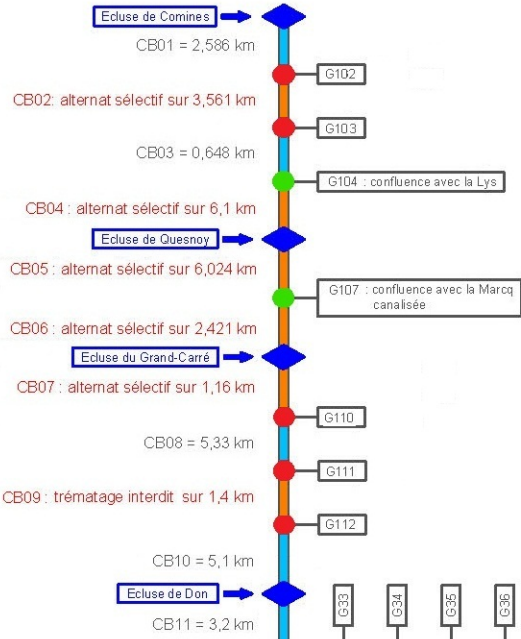 Ecluse de Comines
CB01 = 2,586 km
G102
CB02: alternat sélectif sur 3,561 km
G103
CB03 = 0,648 km
G104 : confluence avec la Lys
CB04 : alternat sélectif sur 6,1 km
Ecluse de Quesnoy
CB05 : alternat sélectif sur 6,024 km
G107 : confluence avec la Marcq
canalisée
CB06 : alternat sélectif sur 2,421 km
Ecluse du Grand-Carré
CB07 : alternat sélectif sur 1,16 km
G110
CB08 = 5,33 km
G111
CB09 : trématage interdit sur 1,4 km
G112
CB10 = 5,1 km
Ecluse de Don
G33
G34
G35
G36
CB11 = 3,2 km